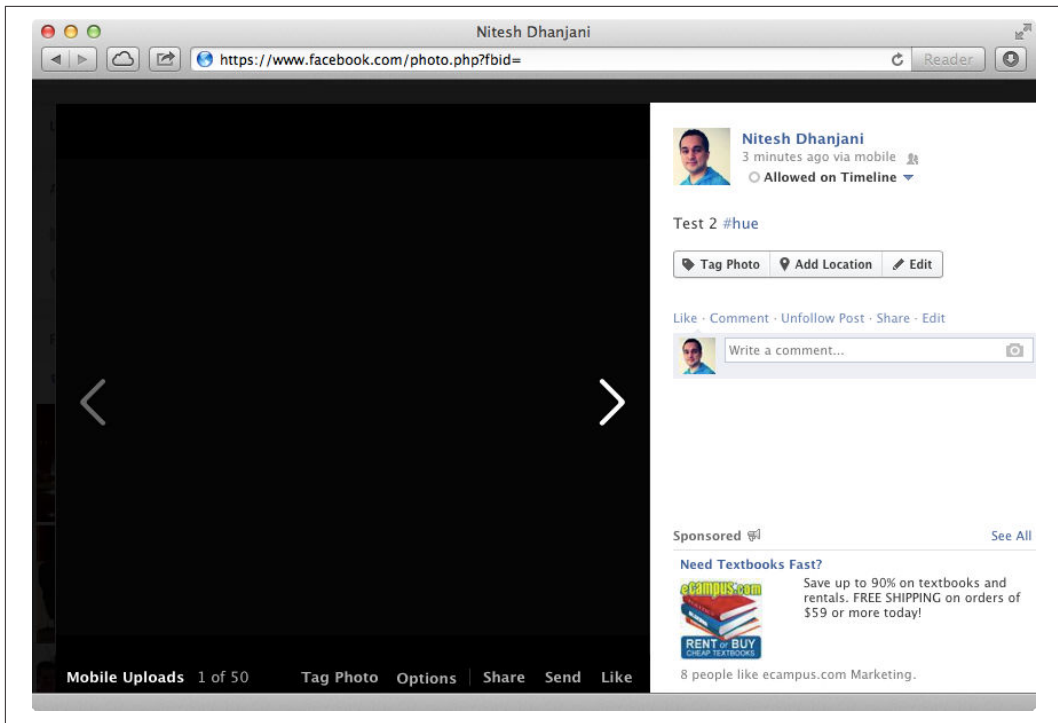 Nitesh Dhanjani
https://www.facebook.com/photo.php?fbid=
Reader
Nitesh Dhanjani
3 minutes ago via mobile
Allowed on Timeline
Test 2 #hue
Tag Photo Add Location Edit
Like · Comment · Unfollow Post · Share · Edit
Write a comment...
Sponsored See All
Need Textbooks Fast?
ecampus.com
RENT or BUY
CHEAP TEXTBOOKS
Save up to 90% on textbooks and
rentals. FREE SHIPPING on orders of
$59 or more today!
8 people like ecampus.com Marketing.
Mobile Uploads 1 of 50 Tag Photo Options Share Send Like